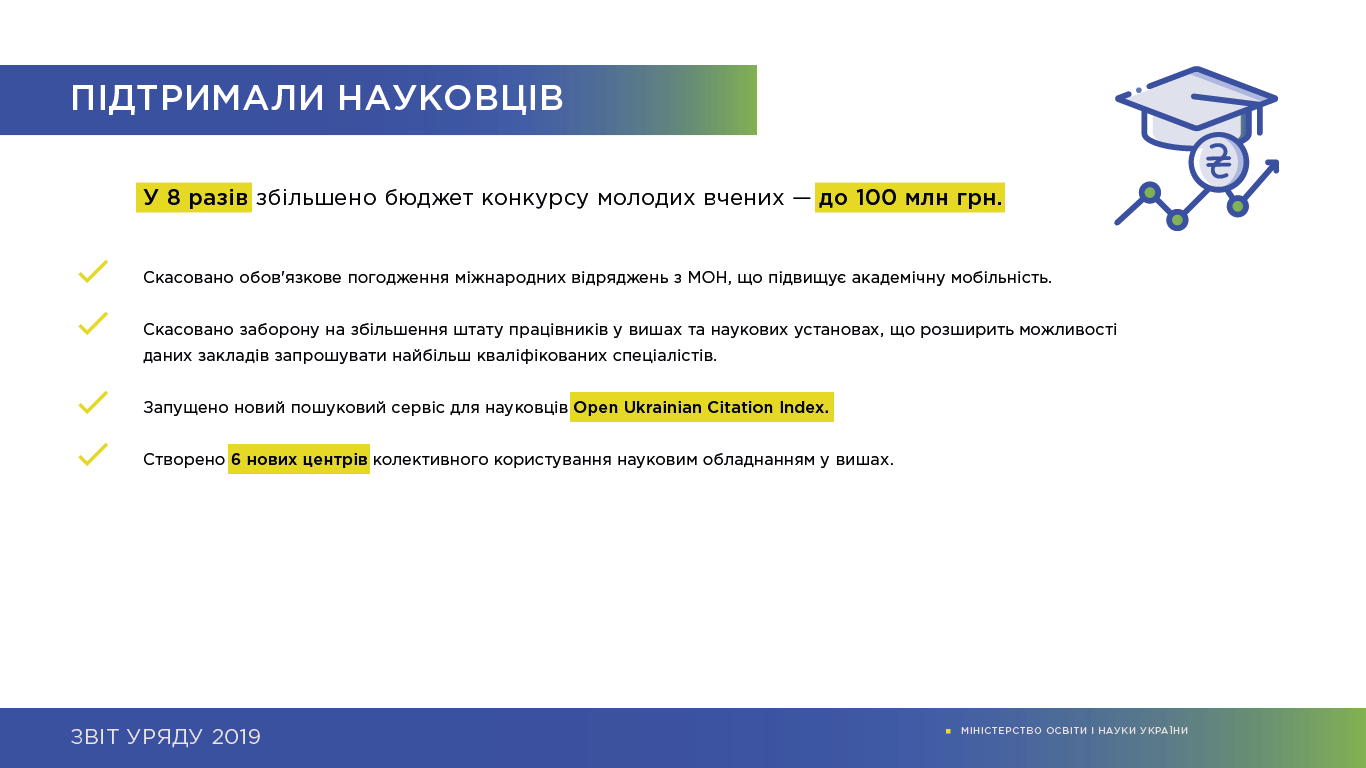 ПІДТРИМАЛИ НАУКОВЦІВ
У 8 разів збільшено бюджет конкурсу молодих вчених — до 100 млн грн.
Скасовано обов'язкове погодження міжнародних відряджень з МОН, що підвищує академічну мобільність.
Скасовано заборону на збільшення штату працівників у вишах та наукових установах, що розширить можливості
даних закладів запрошувати найбільш кваліфікованих спеціалістів.
Запущено новий пошуковий сервіс для науковців Open Ukrainian Citation Index.
Створено 6 нових центрів колективного користування науковим обладнанням у вишах.
ЗВІТ УРЯДУ 2019
МІНІСТЕРСТВО ОСВІТИ І НАУКИ УКРАЇНИ